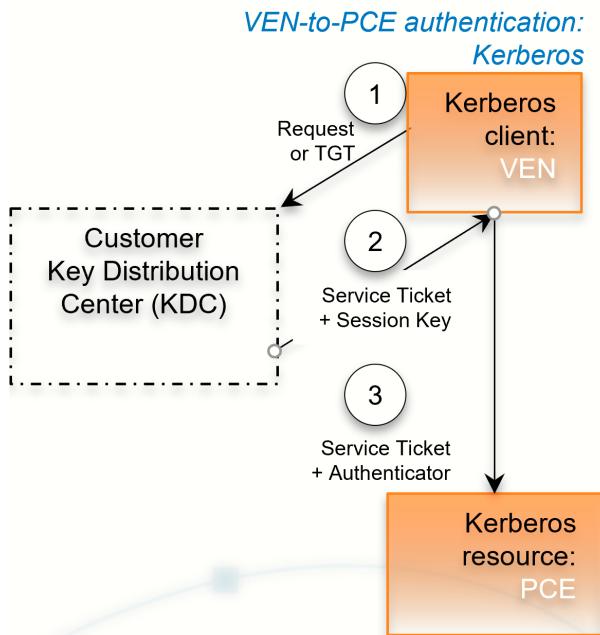 VEN-to-PCE authentication:
Kerberos
1
Kerberos
client:
VEN
Request
or TGT
Customer
Key Distribution
Center (KDC)
2
Service Ticket
+ Session Key
3
Service Ticket
+ Authenticator
Kerberos
resource:
PCE